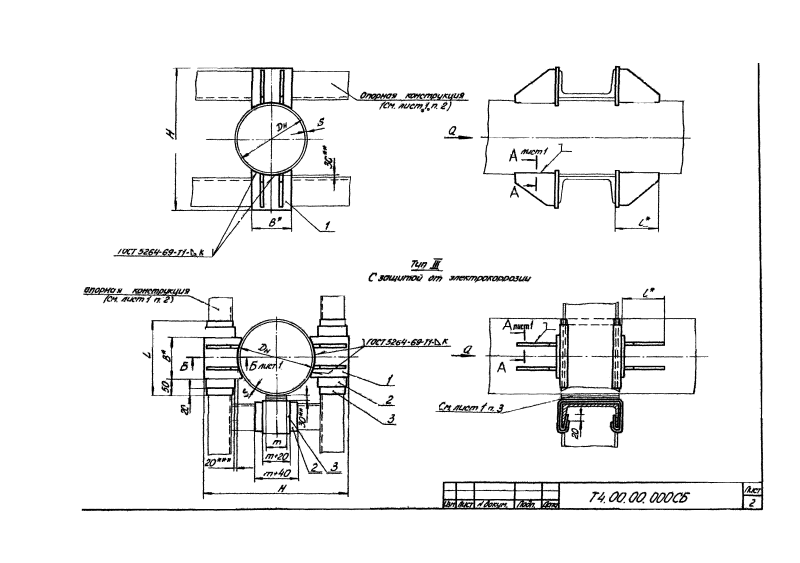 Опорная конструкция
(см. лист 1, п. 2)
Dн
S
H
30**
B*
1
ГОСТ 5264-69-Т1-⊿ К
Q
А лист 1
А
l*
Тип III
С защитой от электрокоррозии
опорная конструкция
(см. лист 1 п. 2)
L
B*
50
20
Б
Б лист 1
Dн
S
ГОСТ 5264-69-Т1-⊿ К
1
2
3
30**
m
m+20
m+40
2
3
20***
H
Q
А лист 1
А
l*
См. лист 1 п. 3
20
Изм. Лист № докум. Подп. Дата
Т4.00.00.000СБ
Лист
2